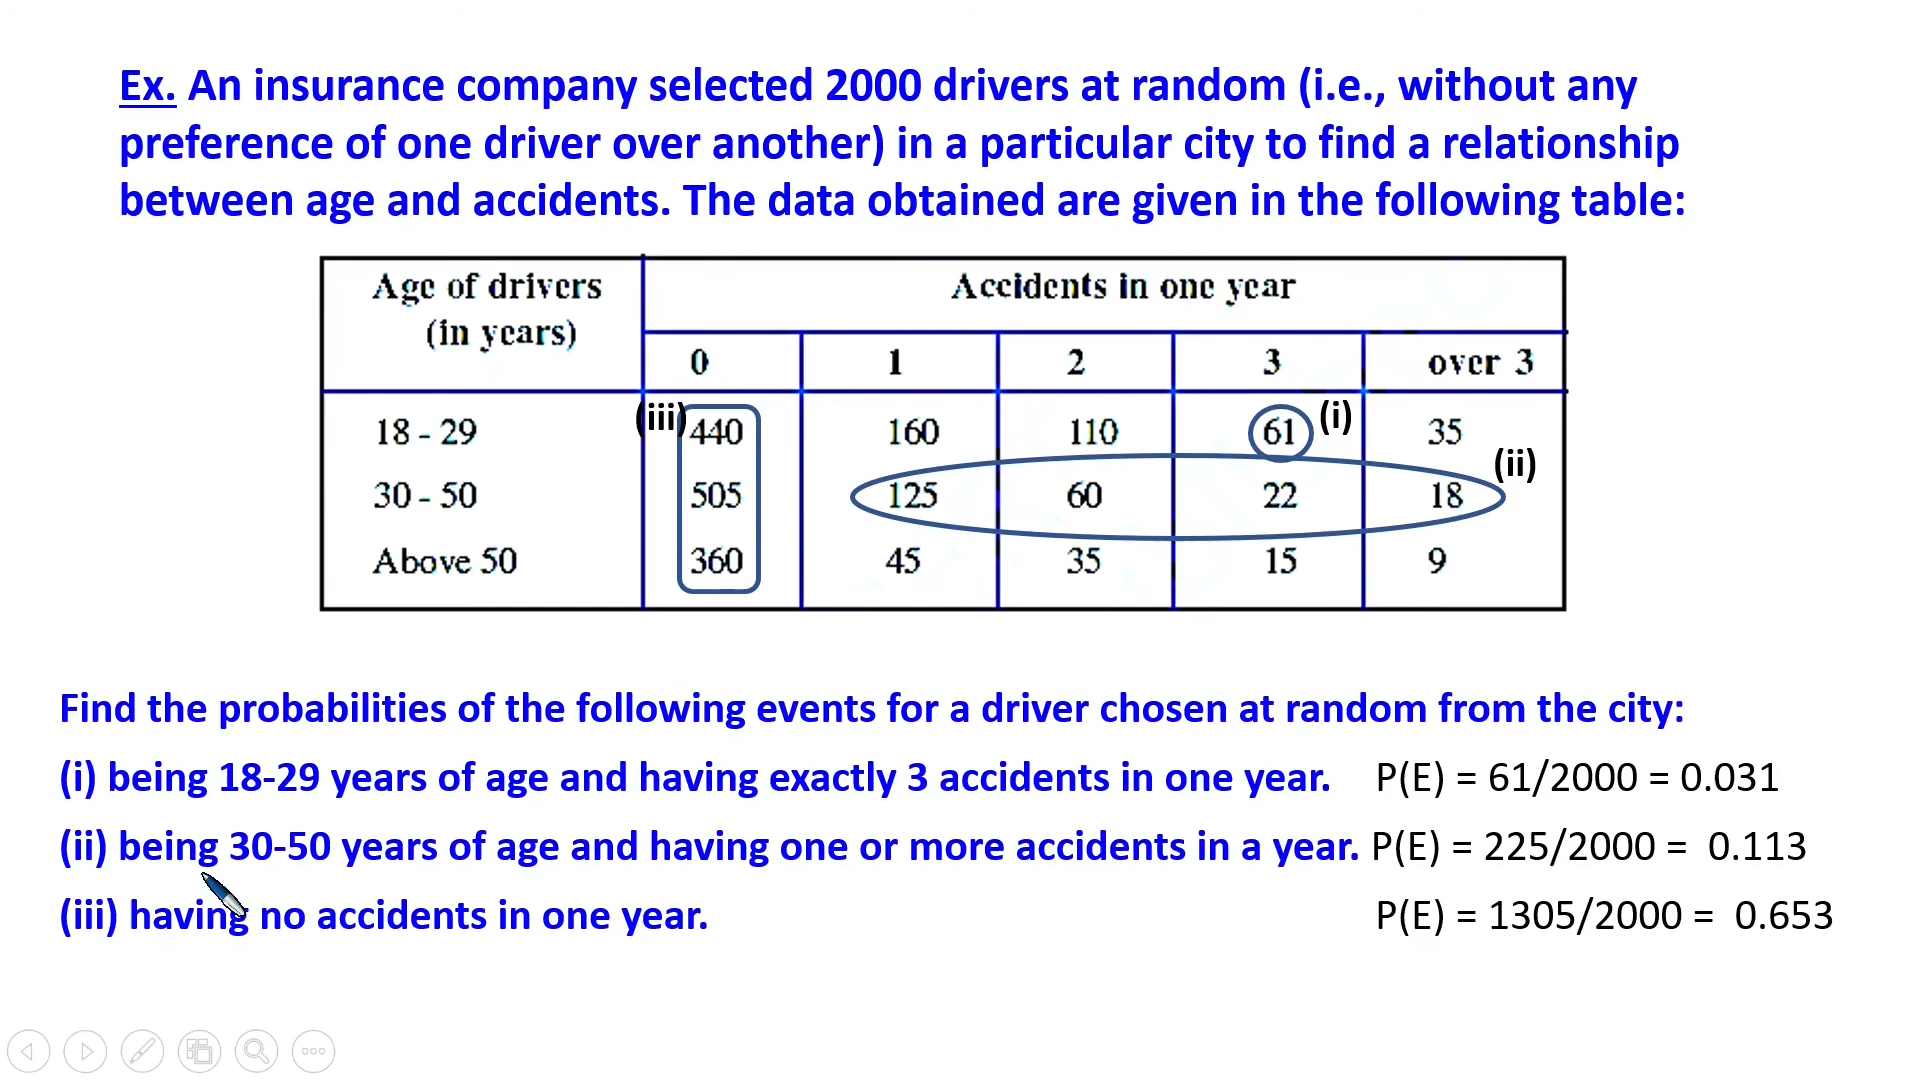 Ex. An insurance company selected 2000 drivers at random (i.e., without any
preference of one driver over another) in a particular city to find a relationship
between age and accidents. The data obtained are given in the following table:
Age of drivers (in years) Accidents in one year
0 1 2 3 over 3
18 - 29 (iii) 440 160 110 61 (i) 35
30 - 50 505 125 60 22 18 (ii)
Above 50 360 45 35 15 9
Find the probabilities of the following events for a driver chosen at random from the city:
(i) being 18-29 years of age and having exactly 3 accidents in one year. P(E) = 61/2000 = 0.031
(ii) being 30-50 years of age and having one or more accidents in a year. P(E) = 225/2000 = 0.113
(iii) having no accidents in one year. P(E) = 1305/2000 = 0.653